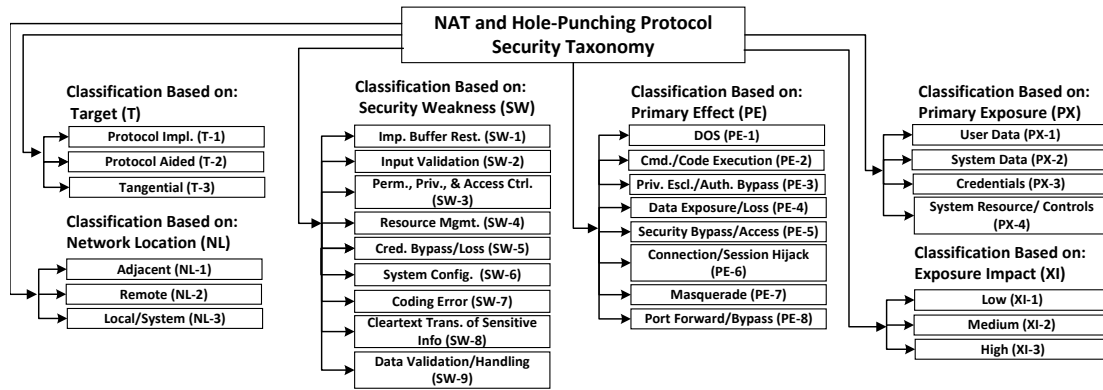 NAT and Hole-Punching Protocol
Security Taxonomy
Classification Based on:
Target (T)
Protocol Impl. (T-1)
Protocol Aided (T-2)
Tangential (T-3)
Classification Based on:
Network Location (NL)
Adjacent (NL-1)
Remote (NL-2)
Local/System (NL-3)
Classification Based on:
Security Weakness (SW)
Imp. Buffer Rest. (SW-1)
Input Validation (SW-2)
Perm., Priv., & Access Ctrl.
(SW-3)
Resource Mgmt. (SW-4)
Cred. Bypass/Loss (SW-5)
System Config. (SW-6)
Coding Error (SW-7)
Cleartext Trans. of Sensitive
Info (SW-8)
Data Validation/Handling
(SW-9)
Classification Based on:
Primary Effect (PE)
DOS (PE-1)
Cmd./Code Execution (PE-2)
Priv. Escl./Auth. Bypass (PE-3)
Data Exposure/Loss (PE-4)
Security Bypass/Access (PE-5)
Connection/Session Hijack
(PE-6)
Masquerade (PE-7)
Port Forward/Bypass (PE-8)
Classification Based on:
Primary Exposure (PX)
User Data (PX-1)
System Data (PX-2)
Credentials (PX-3)
System Resource/ Controls
(PX-4)
Classification Based on:
Exposure Impact (XI)
Low (XI-1)
Medium (XI-2)
High (XI-3)